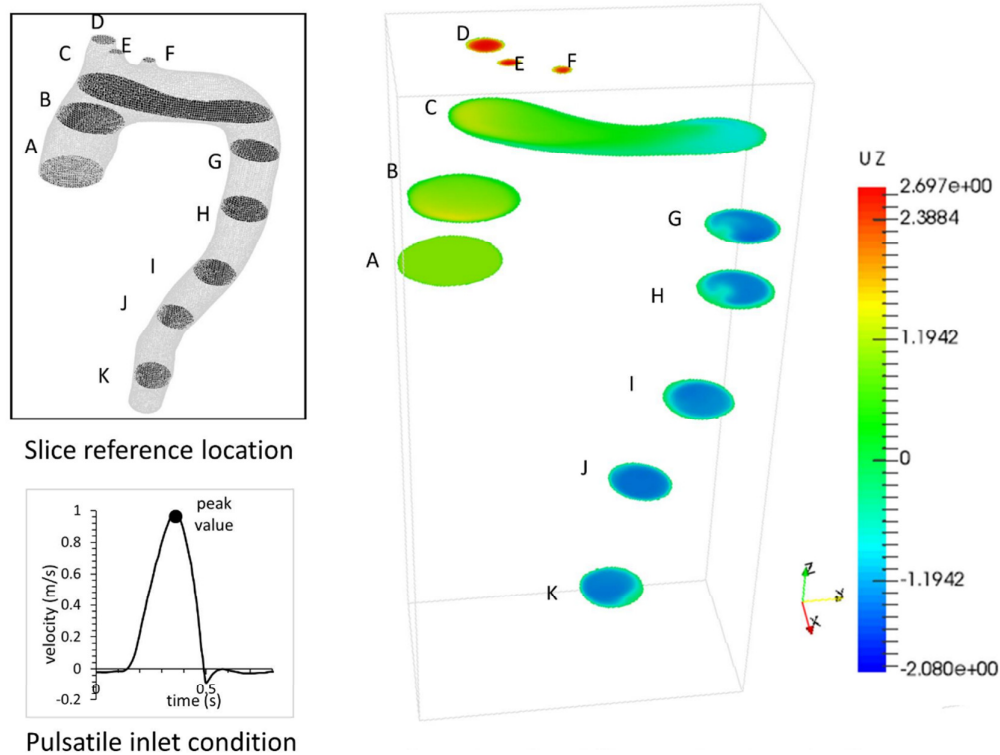 D
E
F
C
B
A
G
H
I
J
K
Slice reference location
peak
value
1
0.8
0.6
0.4
0.2
0
-0.2
velocity (m/s)
0
0,5
time (s)
Pulsatile inlet condition
D
E
F
C
B
A
G
H
I
J
K
U Z
2.697e+00
2.3884
1.1942
0
-1.1942
-2.080e+00
Z
X